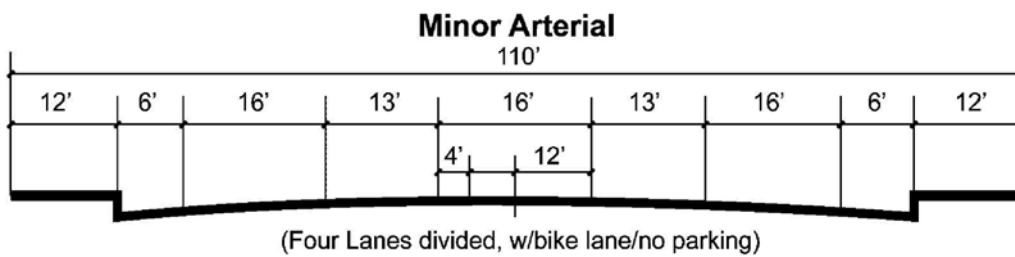 Minor Arterial
110’
12’ 6’ 16’ 13’ 16’ 13’ 16’ 6’ 12’
4’ 12’
(Four Lanes divided, w/bike lane/no parking)